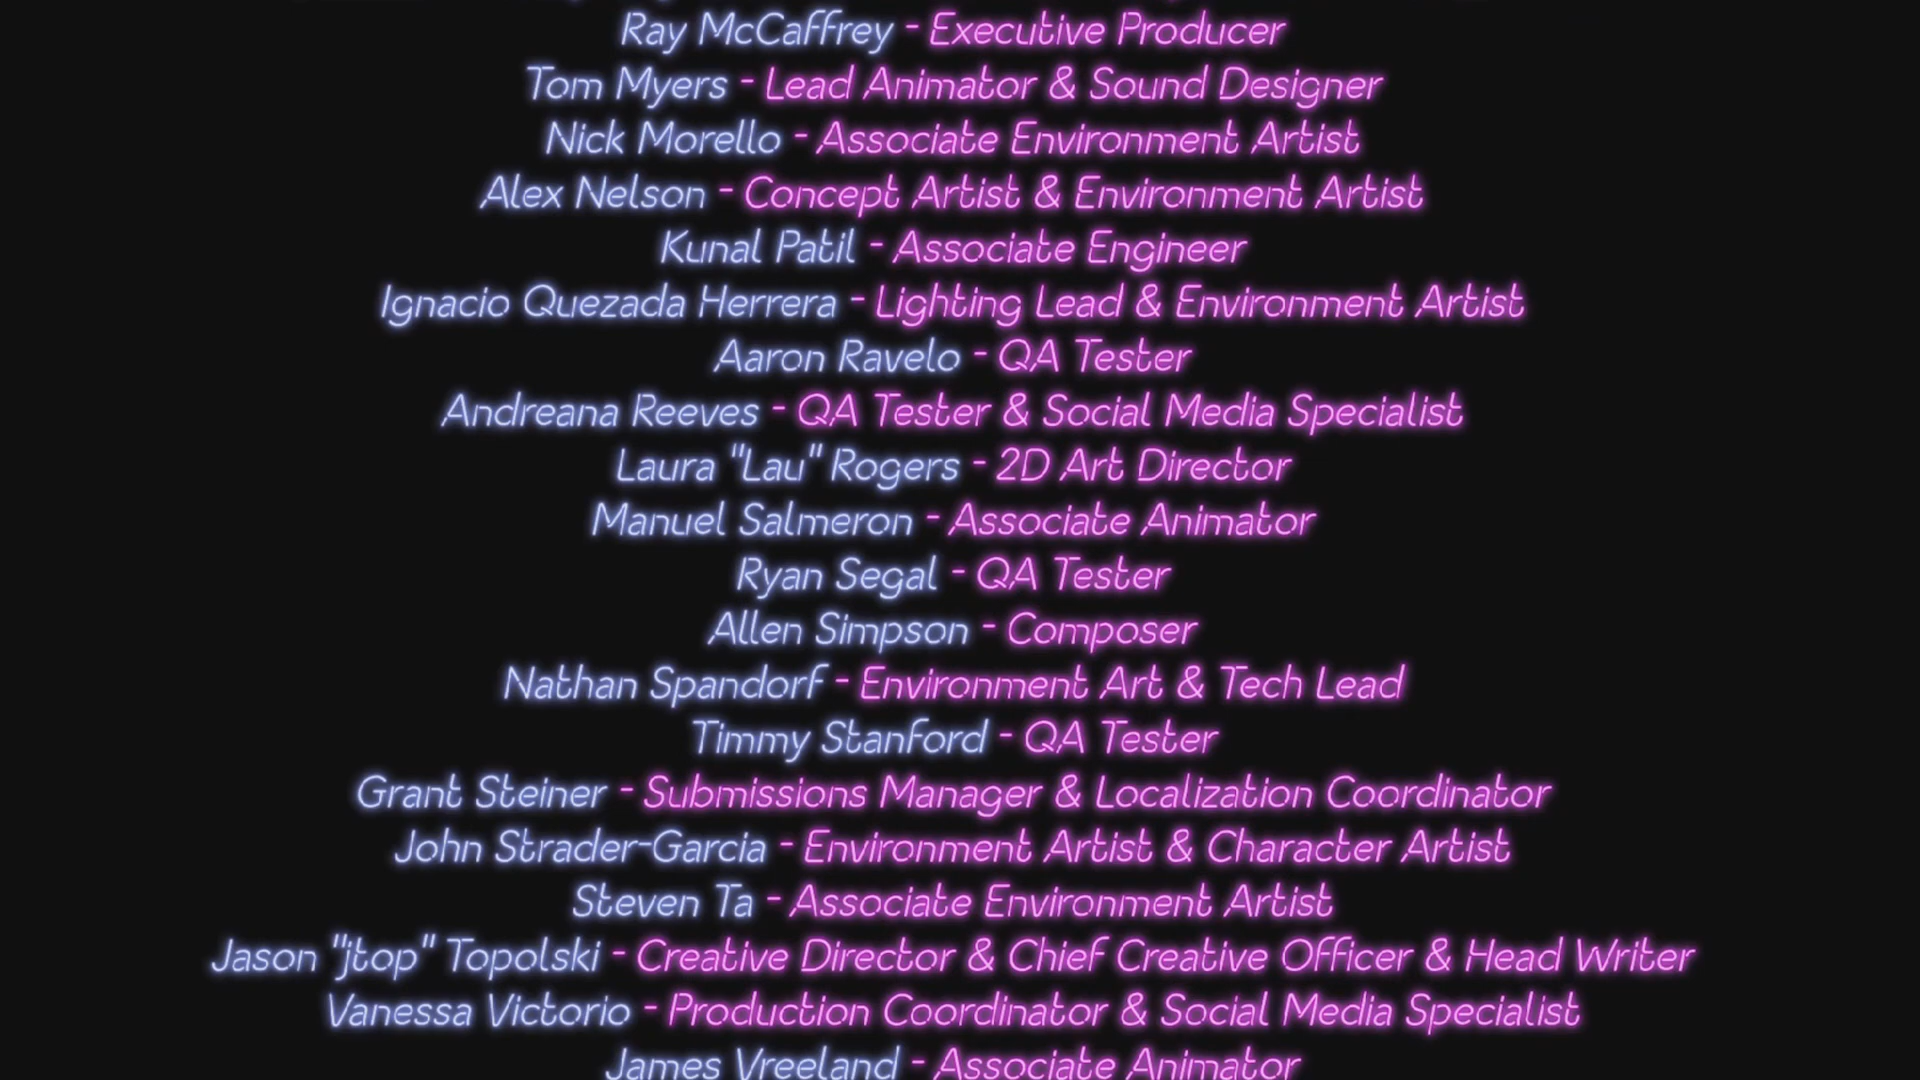 Ray McCaffrey - Executive Producer
Tom Myers - Lead Animator & Sound Designer
Nick Morello - Associate Environment Artist
Alex Nelson - Concept Artist & Environment Artist
Kunal Patil - Associate Engineer
Ignacio Quezada Herrera - Lighting Lead & Environment Artist
Aaron Ravelo - QA Tester
Andreana Reeves - QA Tester & Social Media Specialist
Laura "Lau" Rogers - 2D Art Director
Manuel Salmeron - Associate Animator
Ryan Segal - QA Tester
Allen Simpson - Composer
Nathan Spandorf - Environment Art & Tech Lead
Timmy Stanford - QA Tester
Grant Steiner - Submissions Manager & Localization Coordinator
John Strader-Garcia - Environment Artist & Character Artist
Steven Ta - Associate Environment Artist
Jason "jtop" Topolski - Creative Director & Chief Creative Officer & Head Writer
Vanessa Victorio - Production Coordinator & Social Media Specialist
James Vreeland - Associate Animator